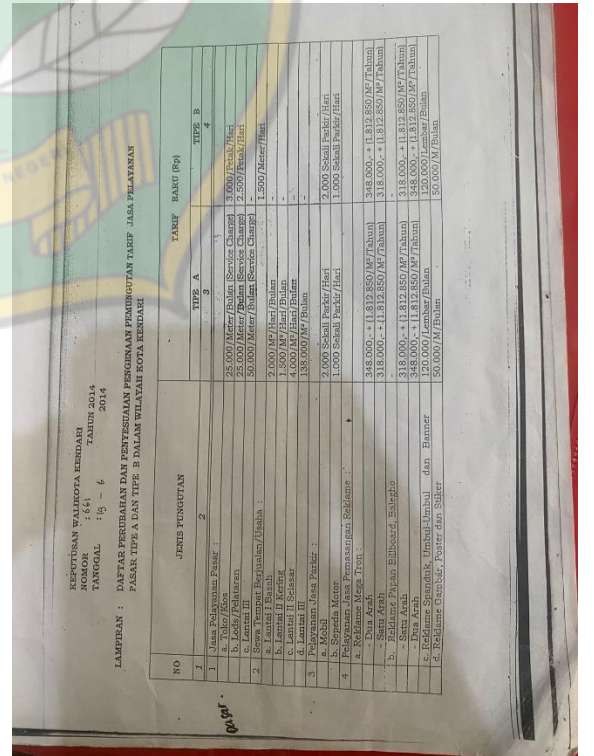 KEPUTUSAN WALIKOTA KENDARI
NOMOR : 661 TAHUN 2014
TANGGAL : 19 - 6 2014
LAMPIRAN : DAFTAR PERUBAHAN DAN PENYESUAIAN PENGENAAN PEMUNGUTAN TARIF JASA PELAYANAN
PASAR TIPE A DAN TIPE B DALAM WILAYAH KOTA KENDARI
NO JENIS PUNGUTAN TARIF BARU (Rp)
TIPE A TIPE B
1 2 3 4
1 Jasa Pelayanan Pasar :
a. Toko/Kios 25.000/Meter/Bulan (Service Charge) 3.000/Petak/Hari
b. Lods/Pelataran 25.000/Meter/Bulan (Service Charge) 2.500/Petak/Hari
c. Lantai III 50.000/Meter/Bulan (Service Charge) -
2 Sewa Tempat Berjualan/Usaha : 1.500/Meter/Hari
a. Lantai I Basah 2.000/M²/Hari/Bulan -
b. Lantai II Kering 1.500/M²/Hari/Bulan -
c. Lantai II Selasar 4.000/M²/Hari/Bulan -
d. Lantai III 138.000/M²/Bulan -
3 Pelayanan Jasa Parkir :
a. Mobil 2.000 Sekali Parkir/Hari 2.000 Sekali Parkir/Hari
b. Sepeda Motor 1.000 Sekali Parkir/Hari 1.000 Sekali Parkir/Hari
4 Pelayanan Jasa Pemasangan Reklame :
a. Reklame Mega Tron :
- Dua Arah 348.000,- + (1.812.850/M²/Tahun) 348.000,- + (1.812.850/M²/Tahun)
- Satu Arah 318.000,- + (1.812.850/M²/Tahun) 318.000,- + (1.812.850/M²/Tahun)
b. Reklame Papan Billboard, Balegho - -
- Satu Arah 318.000,- + (1.812.850/M²/Tahun) 318.000,- + (1.812.850/M²/Tahun)
- Dua Arah 348.000,- + (1.812.850/M²/Tahun) 348.000,- + (1.812.850/M²/Tahun)
c. Reklame Spanduk, Umbul-Umbul dan Banner 120.000/Lembar/Bulan 120.000/Lembar/Bulan
d. Reklame Gambar, Poster dan Stiker 50.000/M/Bulan 50.000/M/Bulan
pasar.
NEGERI